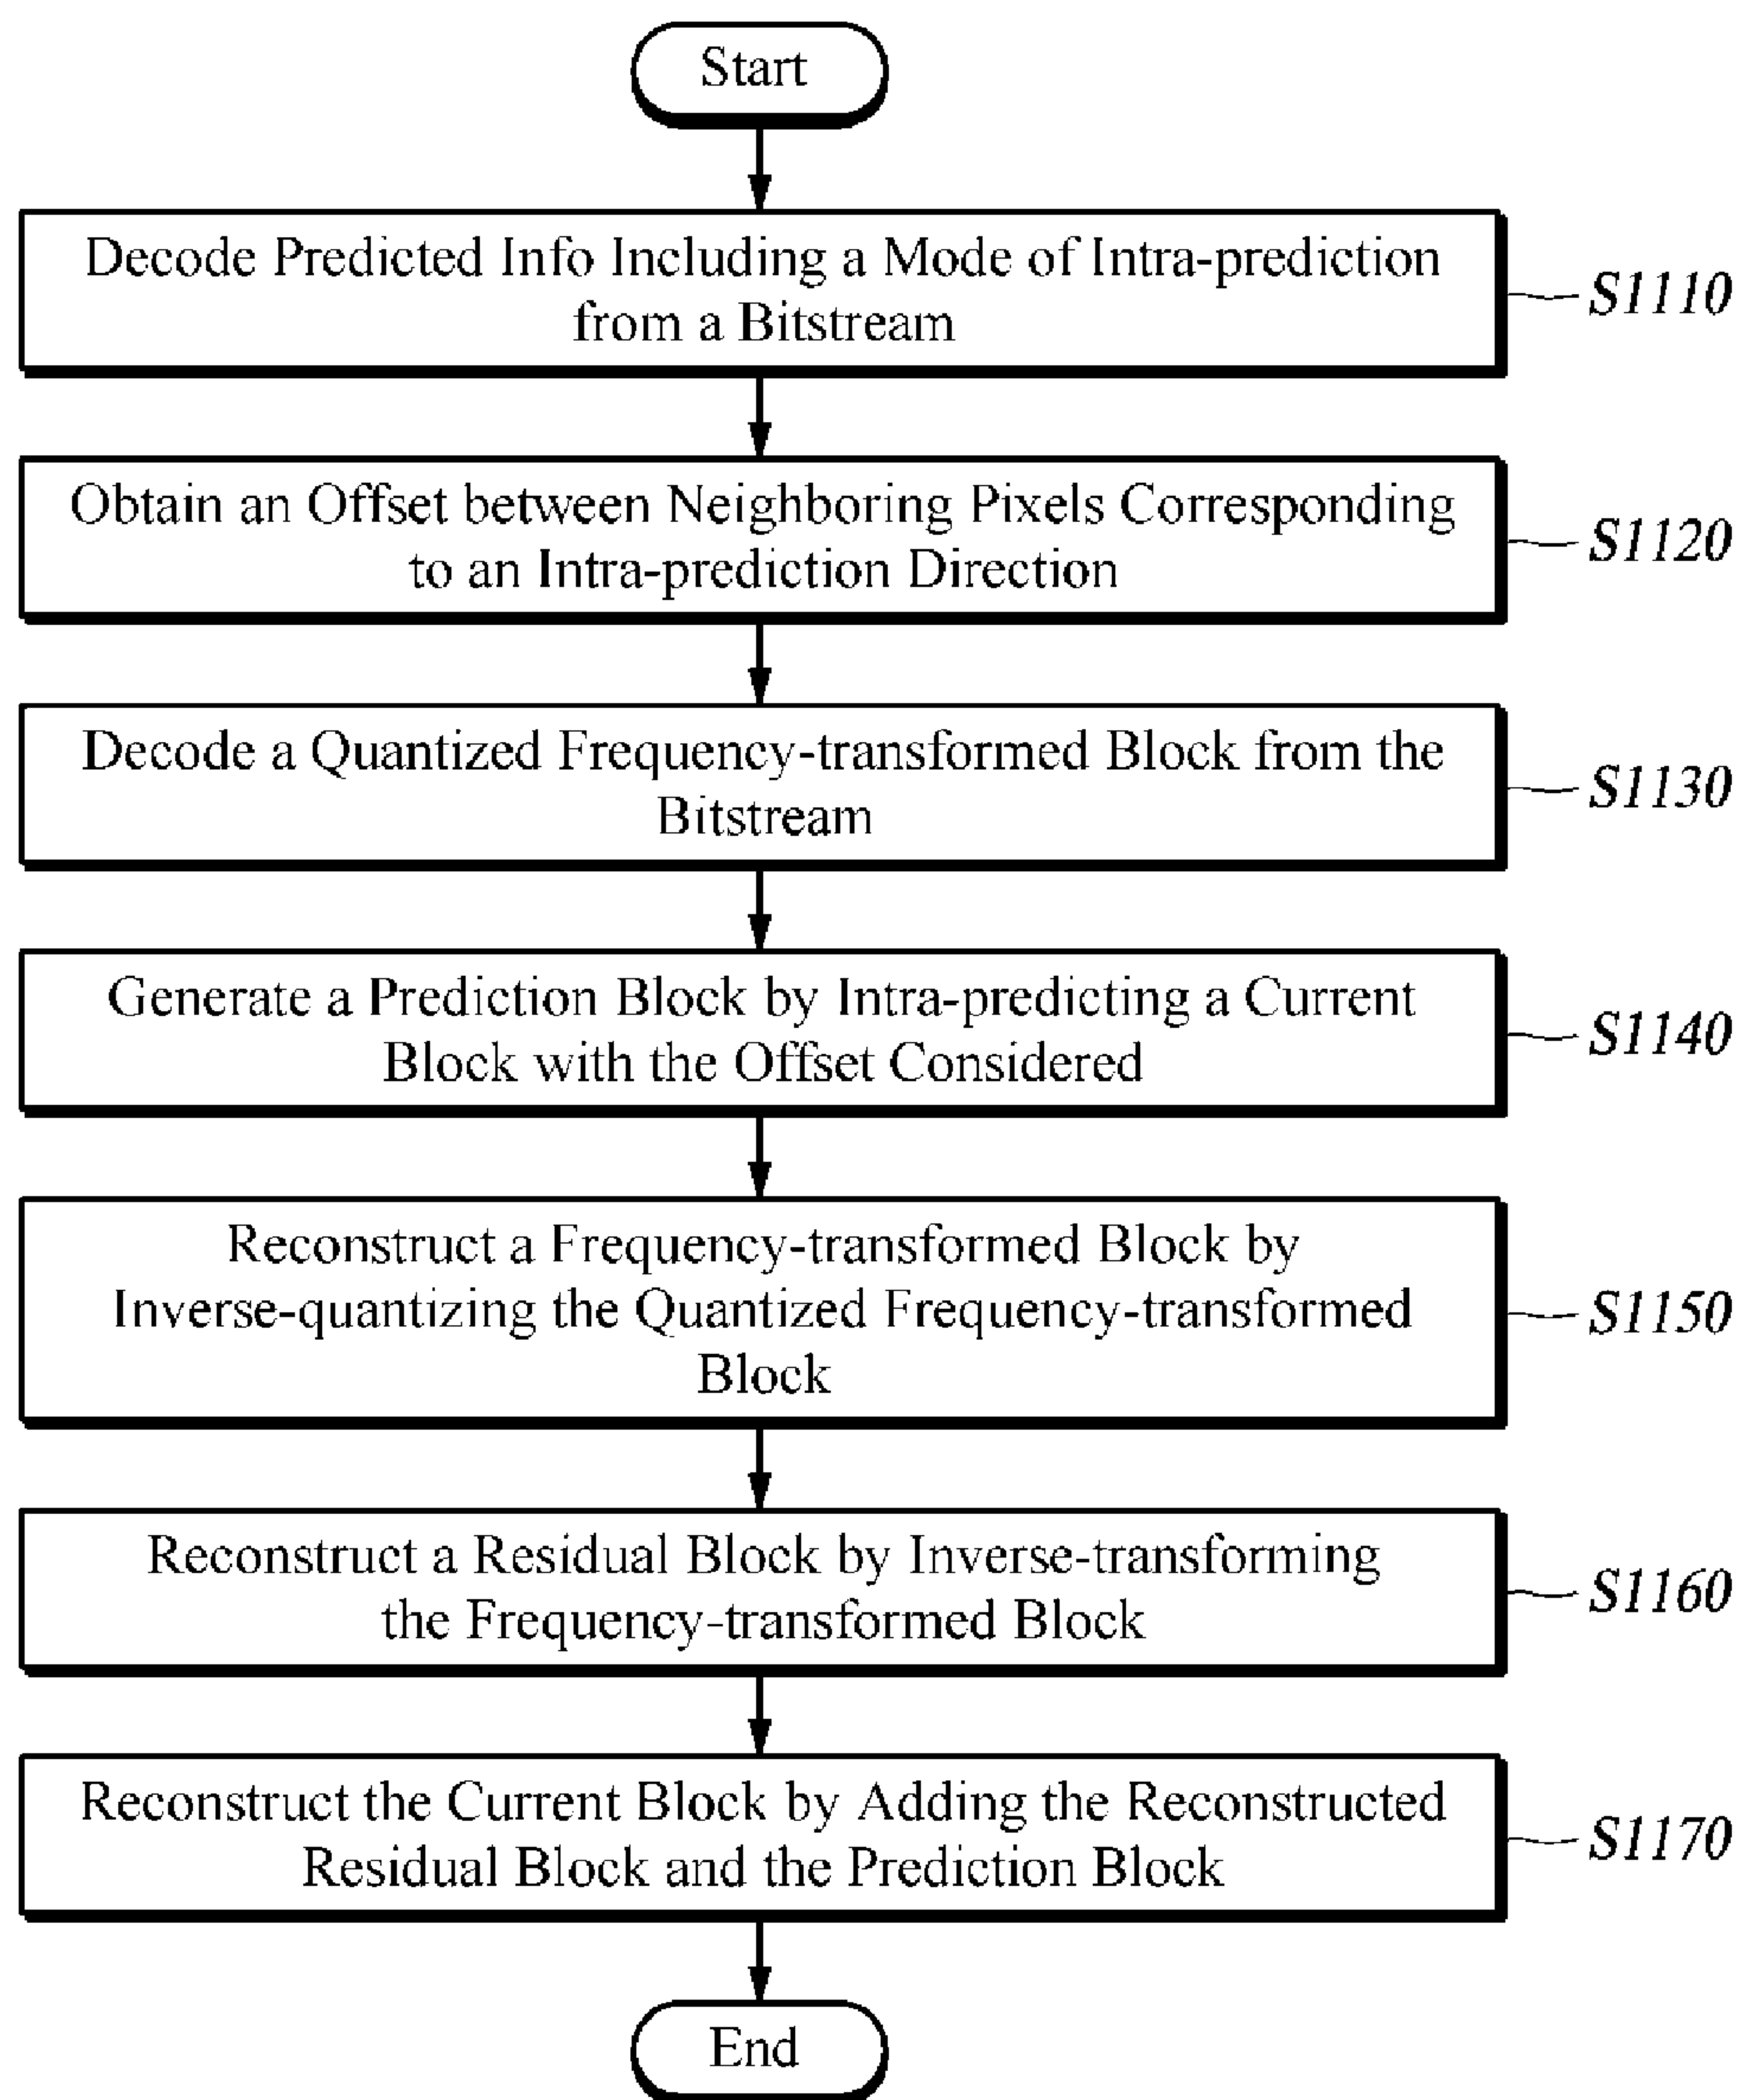 Start
Decode Predicted Info Including a Mode of Intra-prediction
from a Bitstream
S1110
Obtain an Offset between Neighboring Pixels Corresponding
to an Intra-prediction Direction
S1120
Decode a Quantized Frequency-transformed Block from the
Bitstream
S1130
Generate a Prediction Block by Intra-predicting a Current
Block with the Offset Considered
S1140
Reconstruct a Frequency-transformed Block by
Inverse-quantizing the Quantized Frequency-transformed
Block
S1150
Reconstruct a Residual Block by Inverse-transforming
the Frequency-transformed Block
S1160
Reconstruct the Current Block by Adding the Reconstructed
Residual Block and the Prediction Block
S1170
End